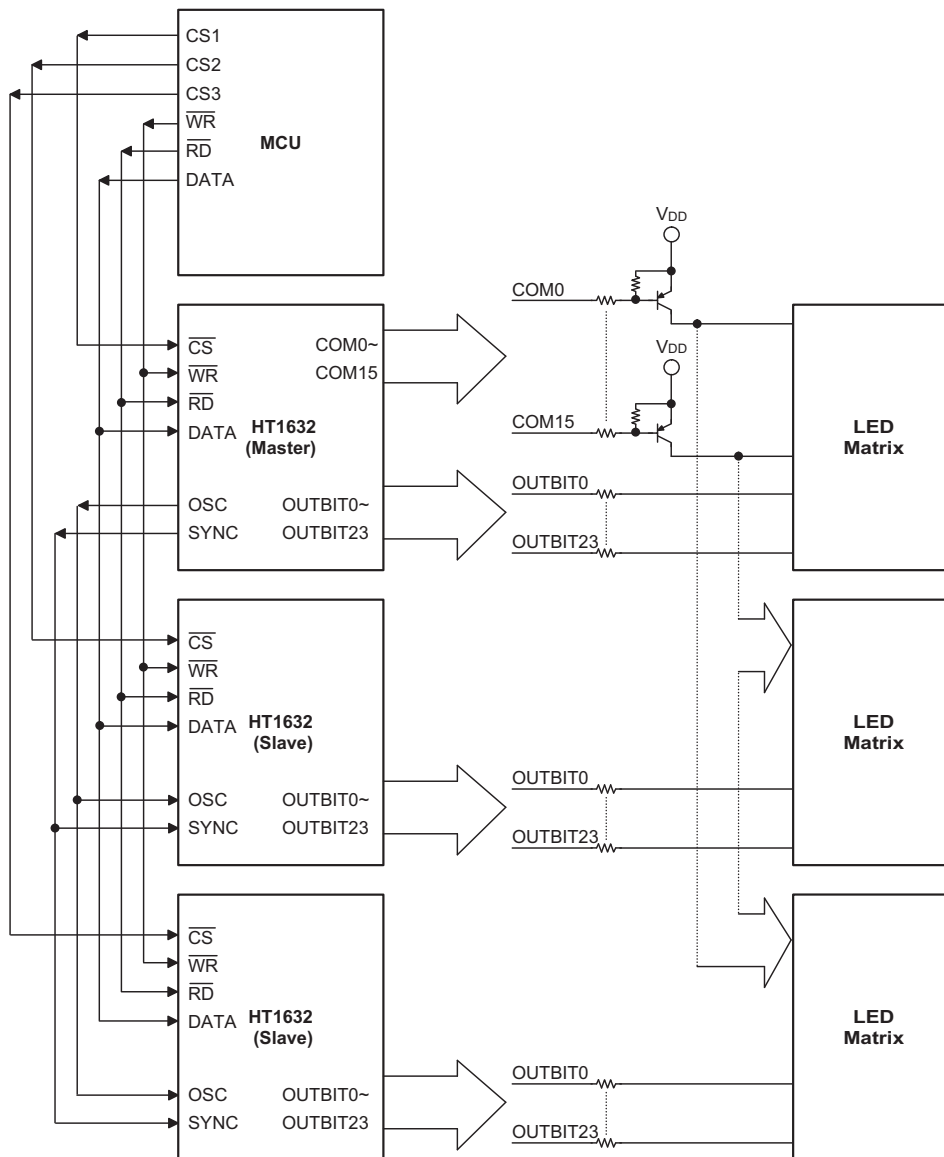 CS1
CS2
CS3
WR
RD
DATA
MCU
CS
WR
RD
DATA
OSC
SYNC
HT1632
(Master)
COM0~
COM15
OUTBIT0~
OUTBIT23
VDD
COM0
VDD
COM15
OUTBIT0
OUTBIT23
LED
Matrix
CS
WR
RD
DATA
OSC
SYNC
HT1632
(Slave)
OUTBIT0~
OUTBIT23
OUTBIT0
OUTBIT23
LED
Matrix
CS
WR
RD
DATA
OSC
SYNC
HT1632
(Slave)
OUTBIT0~
OUTBIT23
OUTBIT0
OUTBIT23
LED
Matrix